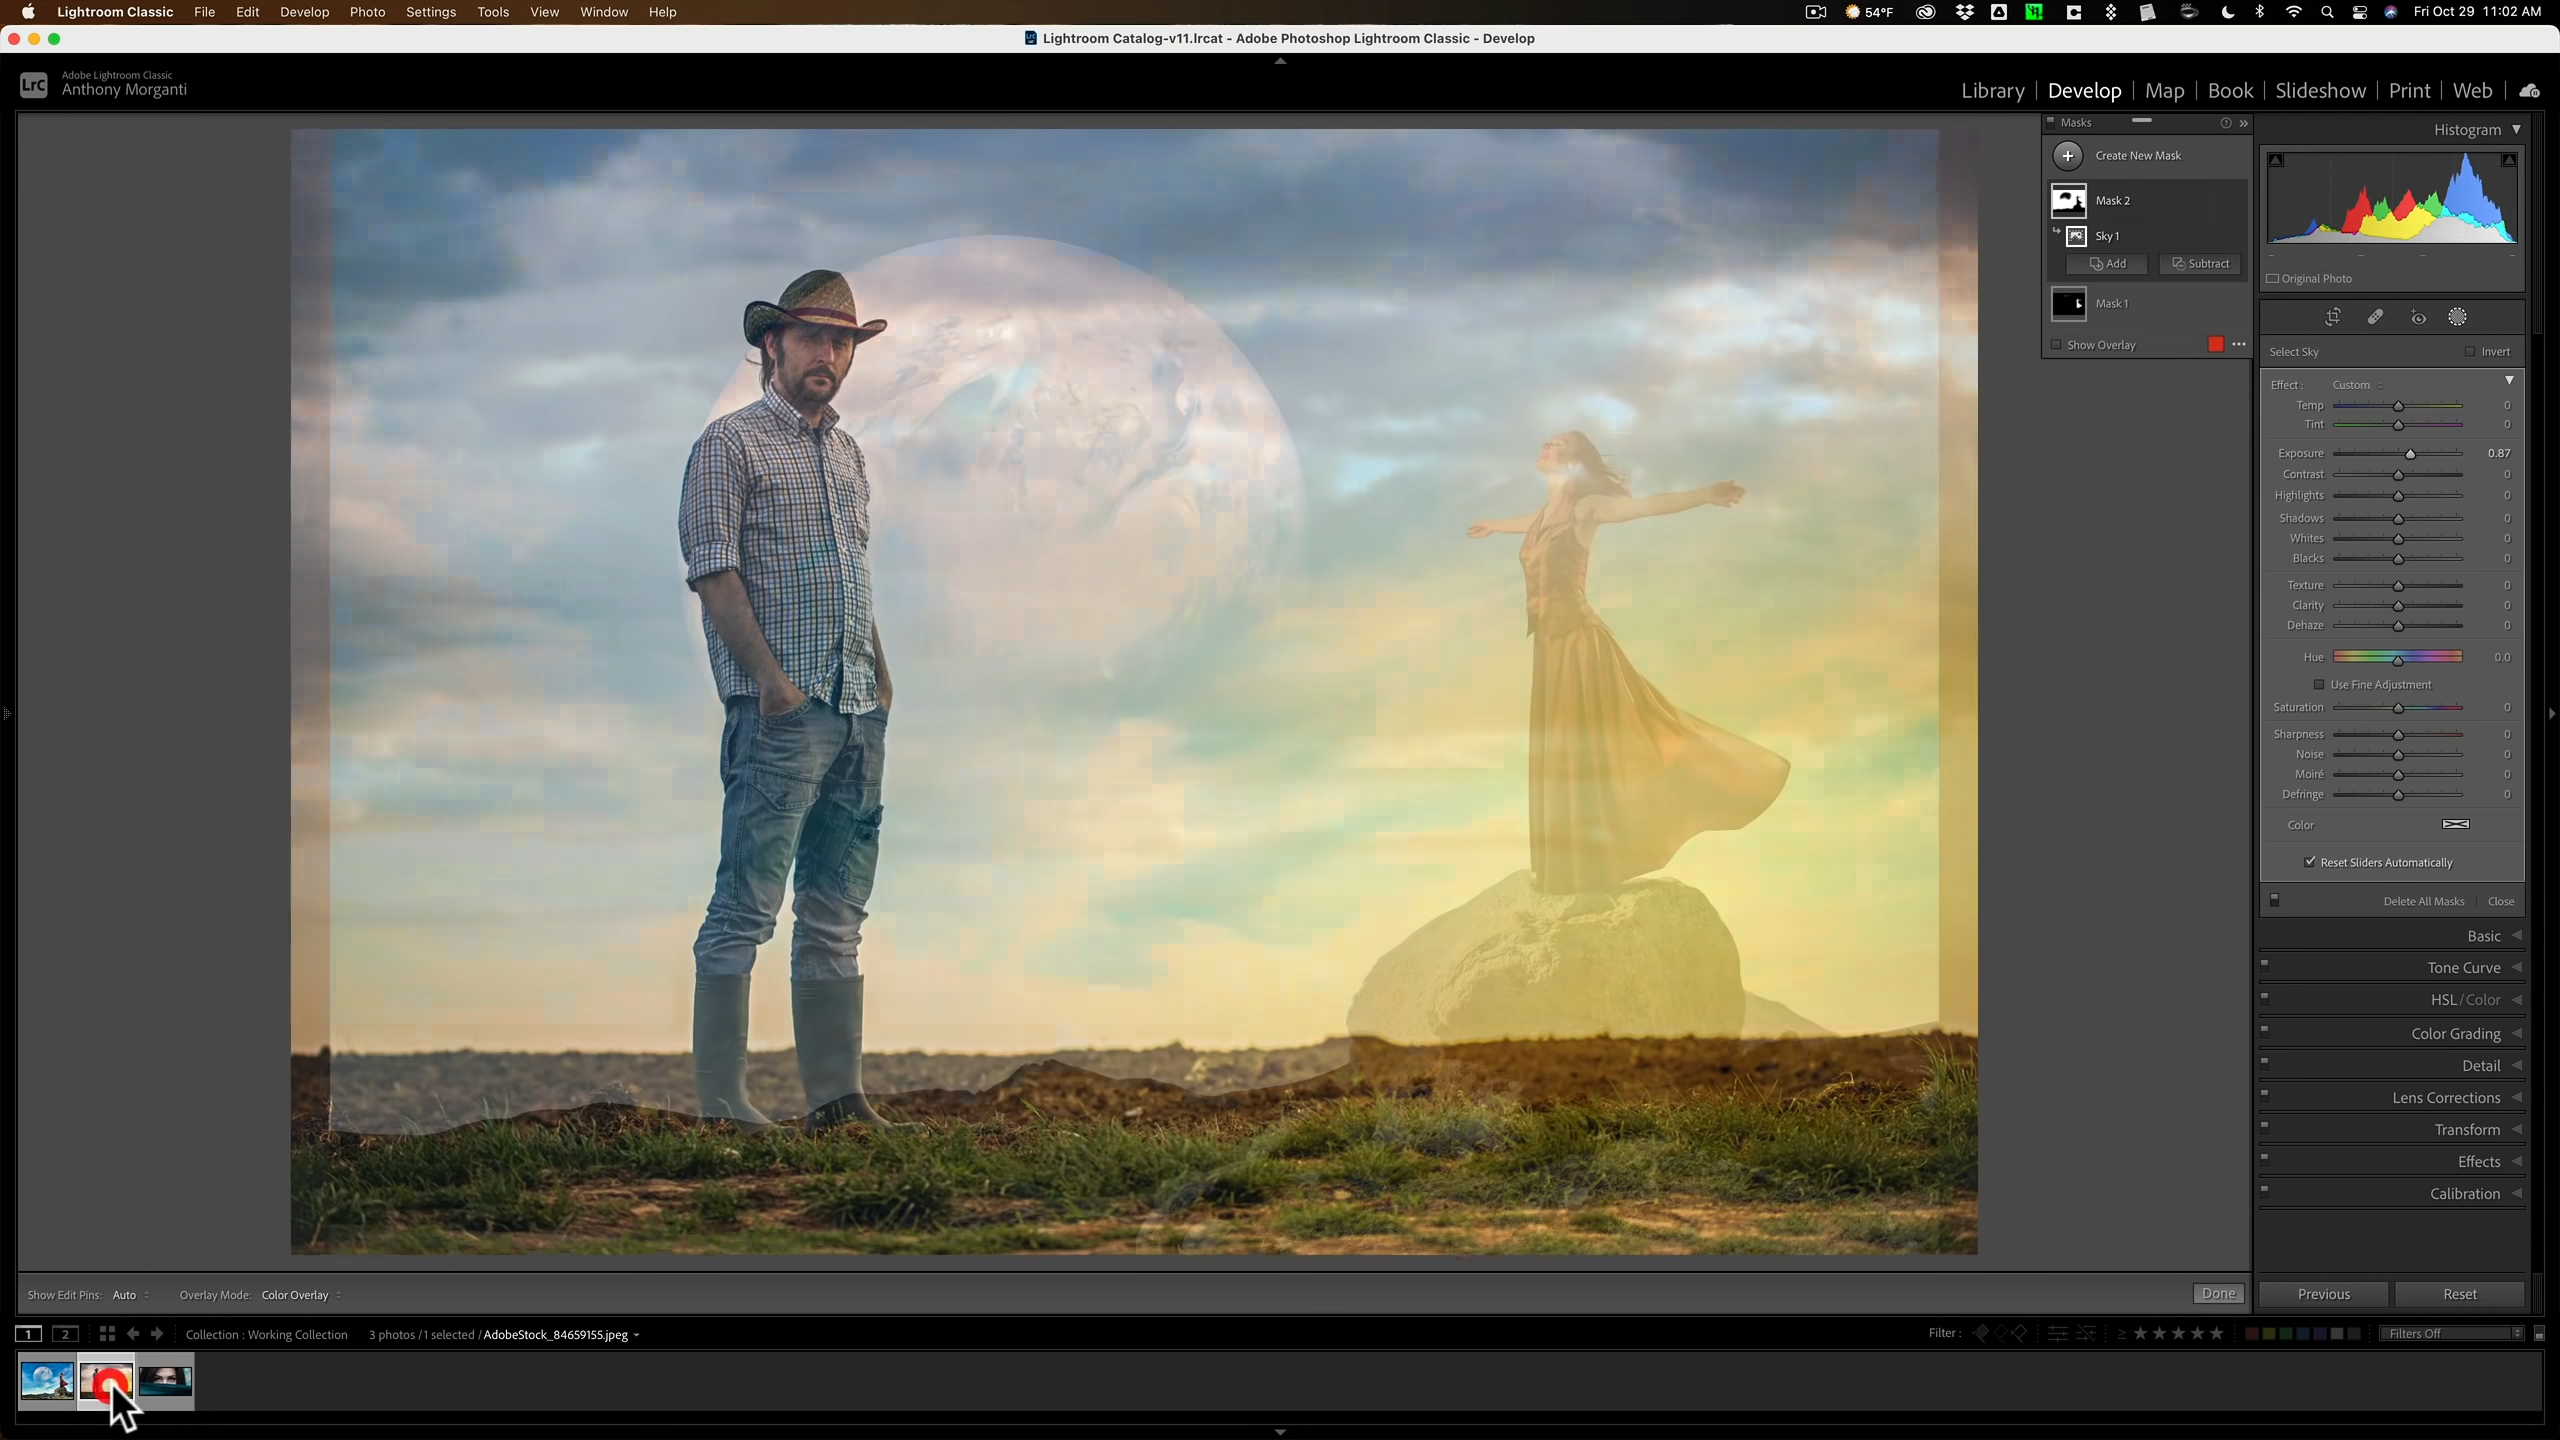 Lightroom Classic File Edit Develop Photo Settings Tools View Window Help 54°F Fri Oct 29 11:02 AM
Lightroom Catalog-v11.lrcat - Adobe Photoshop Lightroom Classic - Develop
LrC
Adobe Lightroom Classic
Anthony Morganti
Library | Develop | Map | Book | Slideshow | Print | Web
Masks
Create New Mask
Mask 2
Sky 1
Add Subtract
Mask 1
Show Overlay
Histogram
Original Photo
Select Sky Invert
Effect : Custom
Temp 0
Tint 0
Exposure 0.87
Contrast 0
Highlights 0
Shadows 0
Whites 0
Blacks 0
Texture 0
Clarity 0
Dehaze 0
Hue 0.0
Use Fine Adjustment
Saturation 0
Sharpness 0
Noise 0
Moiré 0
Defringe 0
Color
Reset Sliders Automatically
Delete All Masks Close
Basic
Tone Curve
HSL / Color
Color Grading
Detail
Lens Corrections
Transform
Effects
Calibration
Previous Reset
Show Edit Pins: Auto Overlay Mode: Color Overlay Done
1 2 Collection : Working Collection 3 photos / 1 selected / AdobeStock_84659155.jpeg Filter : ≥ ★★★★★ Filters Off